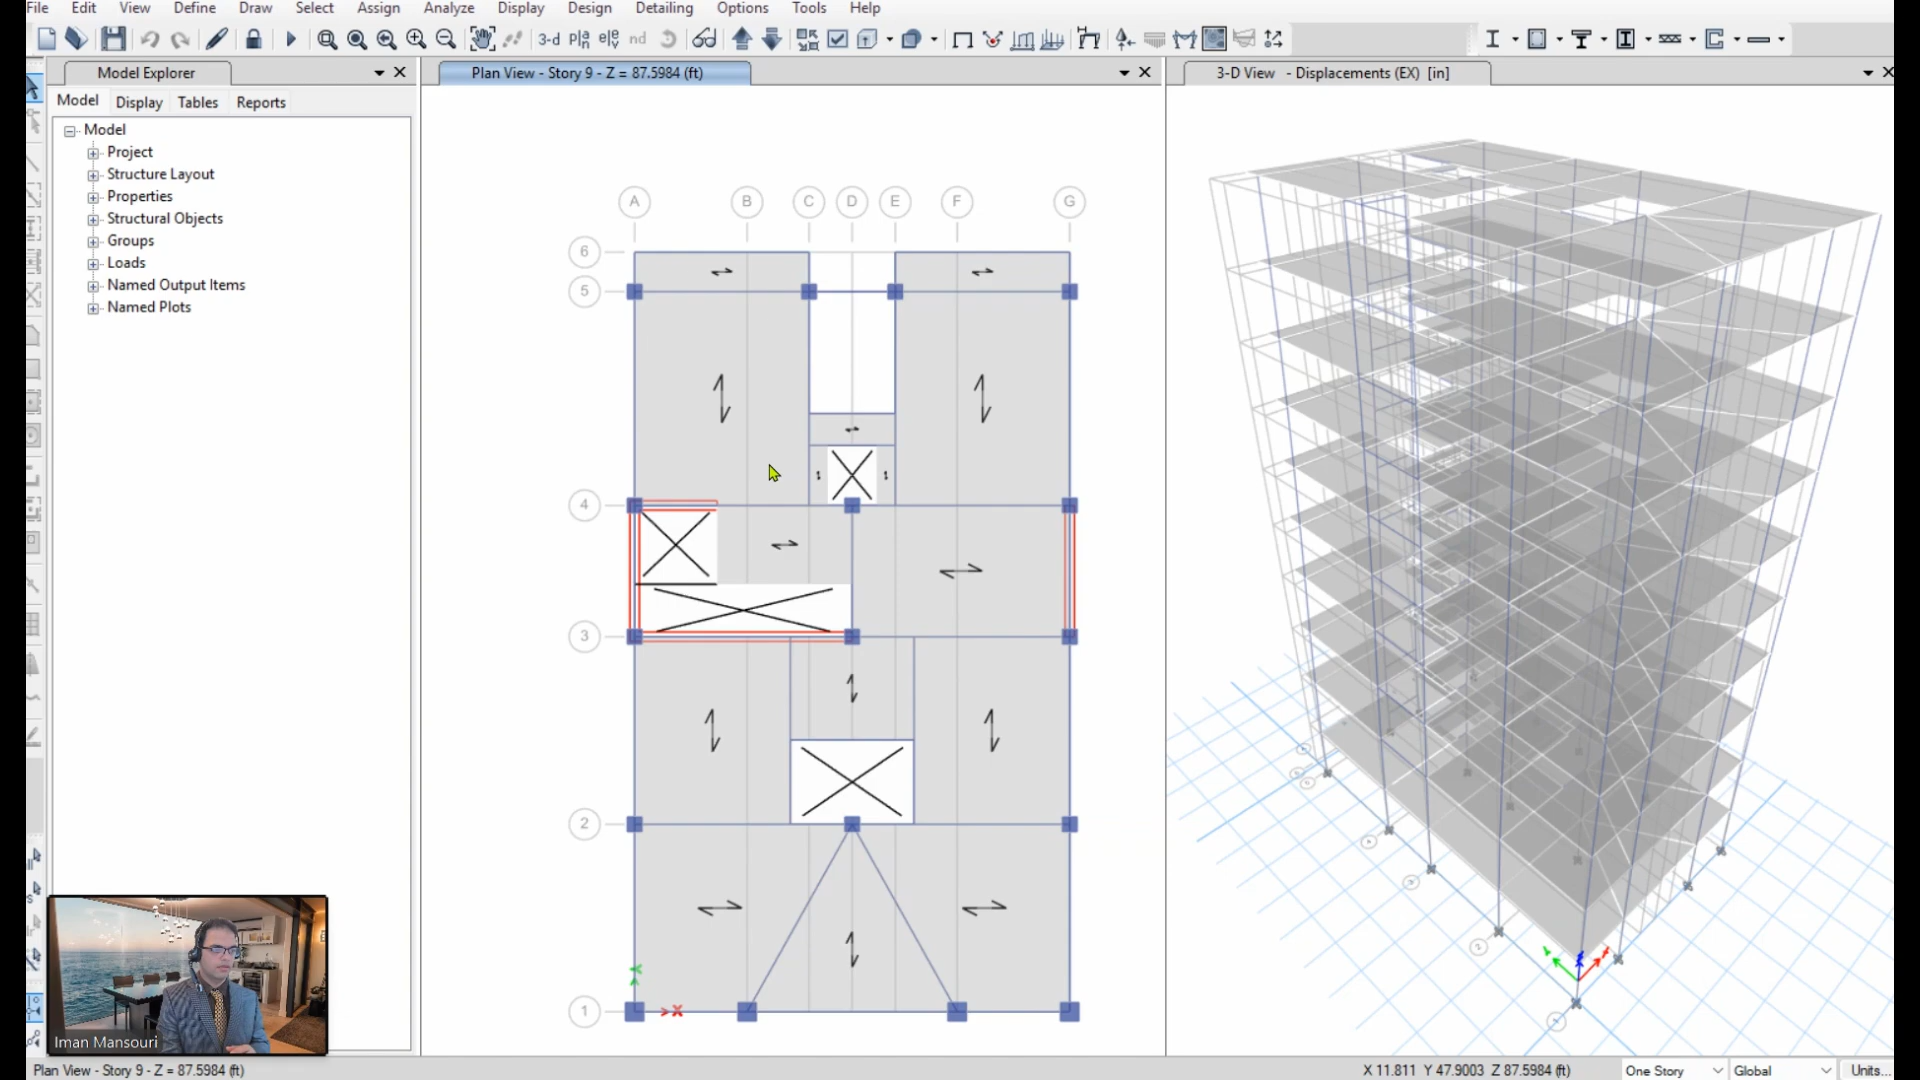 File Edit View Define Draw Select Assign Analyze Display Design Detailing Options Tools Help
3-d nd
Model Explorer
Plan View - Story 9 - Z = 87.5984 (ft)
3-D View - Displacements (EX) [in]
Model Display Tables Reports
Model
Project
Structure Layout
Properties
Structural Objects
Groups
Loads
Named Output Items
Named Plots
A B C D E F G
6
5
4
3
2
1
X
Iman Mansouri
Plan View - Story 9 - Z = 87.5984 (ft)
X 11.811 Y 47.9003 Z 87.5984 (ft)
One Story
Global
Units...